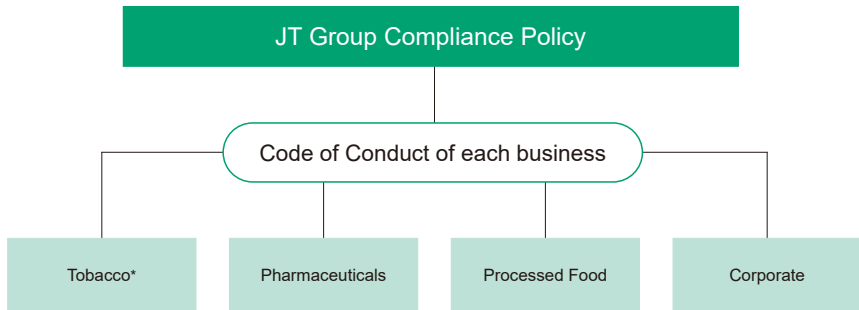 JT Group Compliance Policy
Code of Conduct of each business
Tobacco*
Pharmaceuticals
Processed Food
Corporate